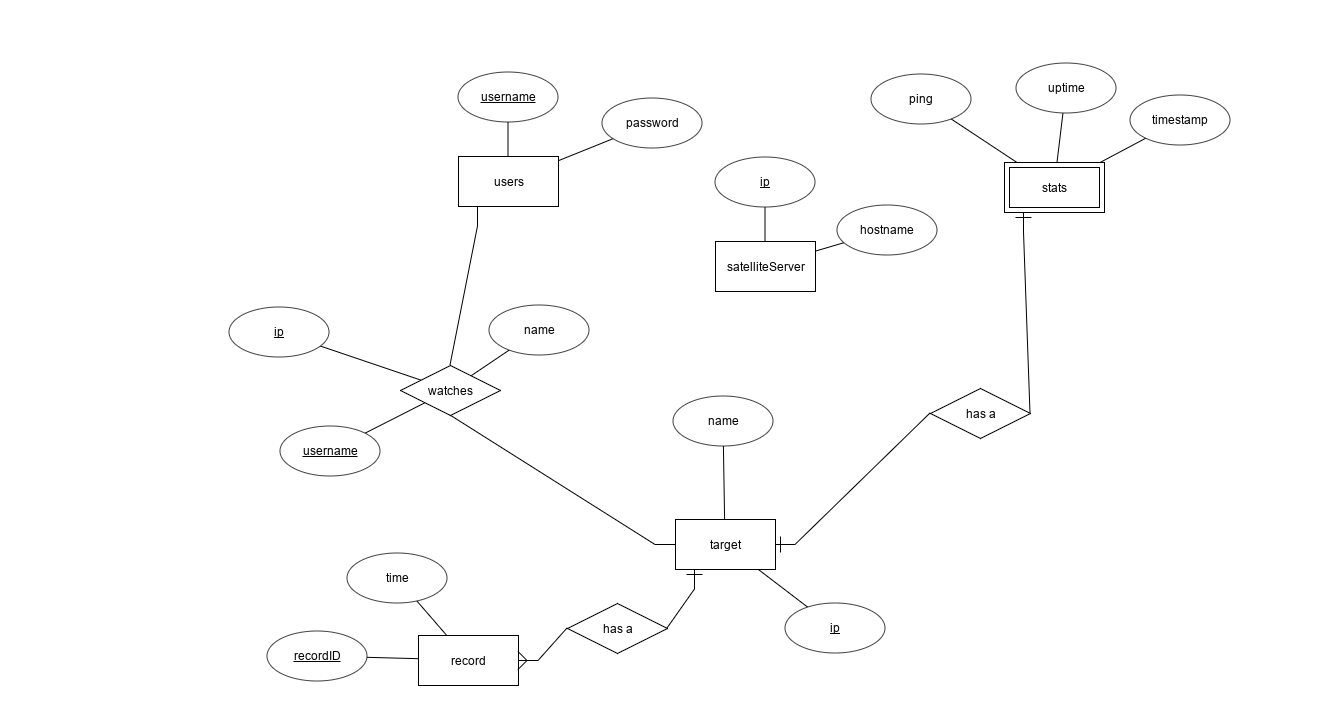 uptime
username
ping
timestamp
password
users
ip
stats
hostname
satelliteServer
ip
name
watches
has a
name
username
target
time
has a
ip
recordID
record